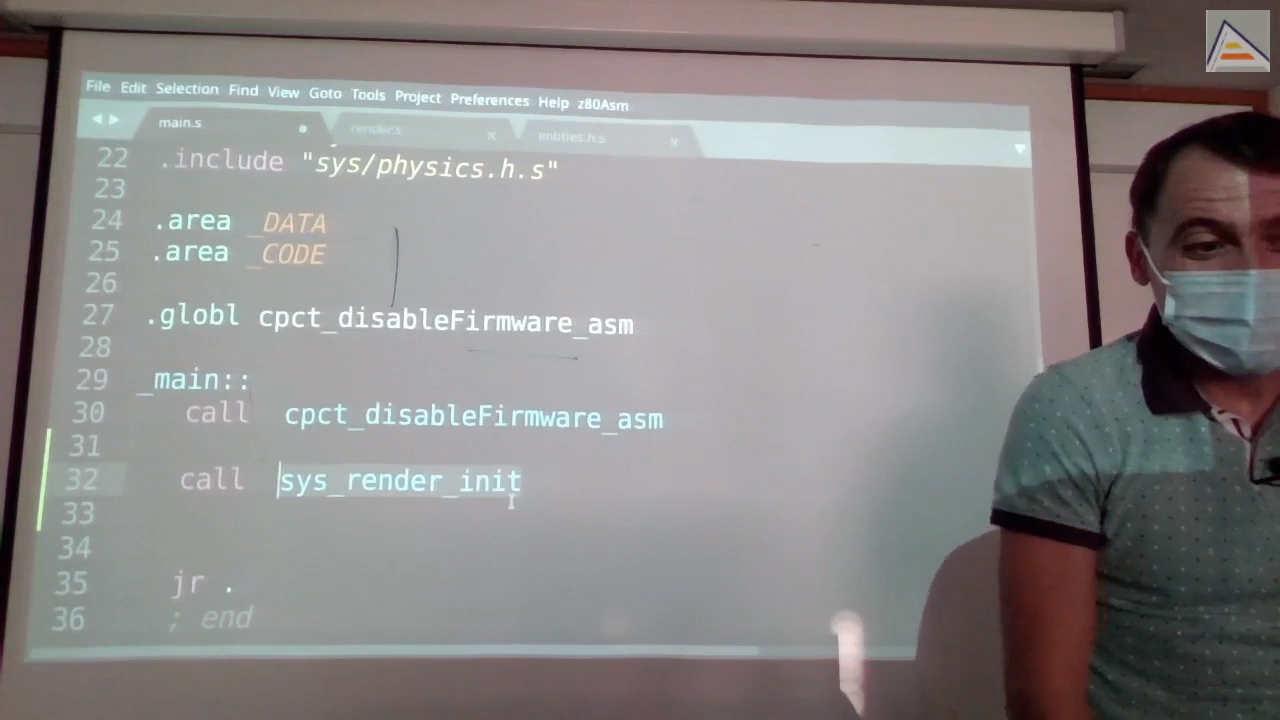 File Edit Selection Find View Goto Tools Project Preferences Help z80Asm
main.s render.s entities.h.s
22 .include "sys/physics.h.s"
23
24 .area _DATA
25 .area _CODE
26
27 .globl cpct_disableFirmware_asm
28
29 _main::
30 call cpct_disableFirmware_asm
31
32 call sys_render_init
33
34
35 jr .
36 ; end